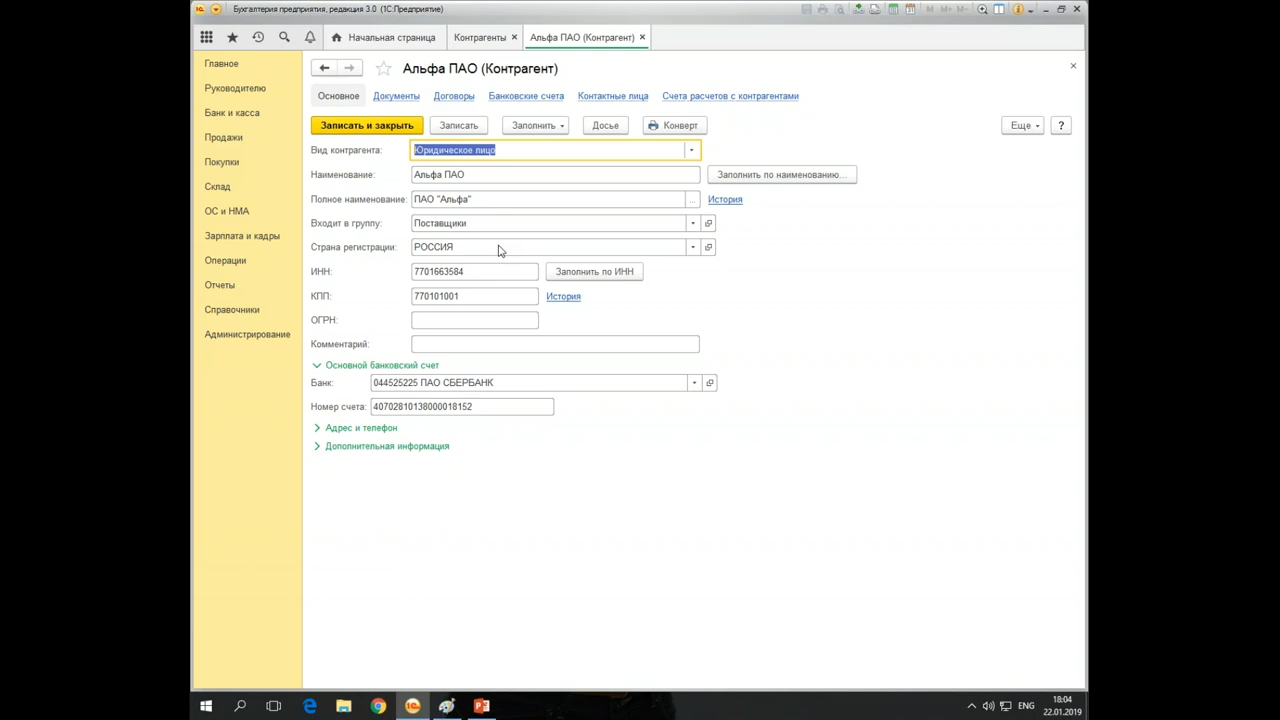 Бухгалтерия предприятия, редакция 3.0 (1С:Предприятие)
M M+ M-
Начальная страница
Контрагенты ×
Альфа ПАО (Контрагент) ×
Главное
Руководителю
Банк и касса
Продажи
Покупки
Склад
ОС и НМА
Зарплата и кадры
Операции
Отчеты
Справочники
Администрирование
Альфа ПАО (Контрагент)
Основное Документы Договоры Банковские счета Контактные лица Счета расчетов с контрагентами
Записать и закрыть Записать Заполнить Досье Конверт Еще ?
Вид контрагента: Юридическое лицо
Наименование: Альфа ПАО Заполнить по наименованию...
Полное наименование: ПАО "Альфа" ... История
Входит в группу: Поставщики
Страна регистрации: РОССИЯ
ИНН: 7701663584 Заполнить по ИНН
КПП: 770101001 История
ОГРН:
Комментарий:
Основной банковский счет
Банк: 044525225 ПАО СБЕРБАНК
Номер счета: 40702810138000018152
Адрес и телефон
Дополнительная информация
ENG
18:04
22.01.2019